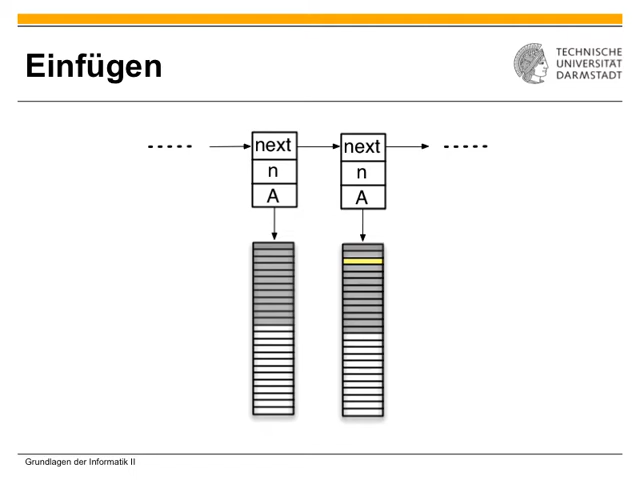 Einfügen
TECHNISCHE
UNIVERSITÄT
DARMSTADT
next
next
n
n
A
A
Grundlagen der Informatik II